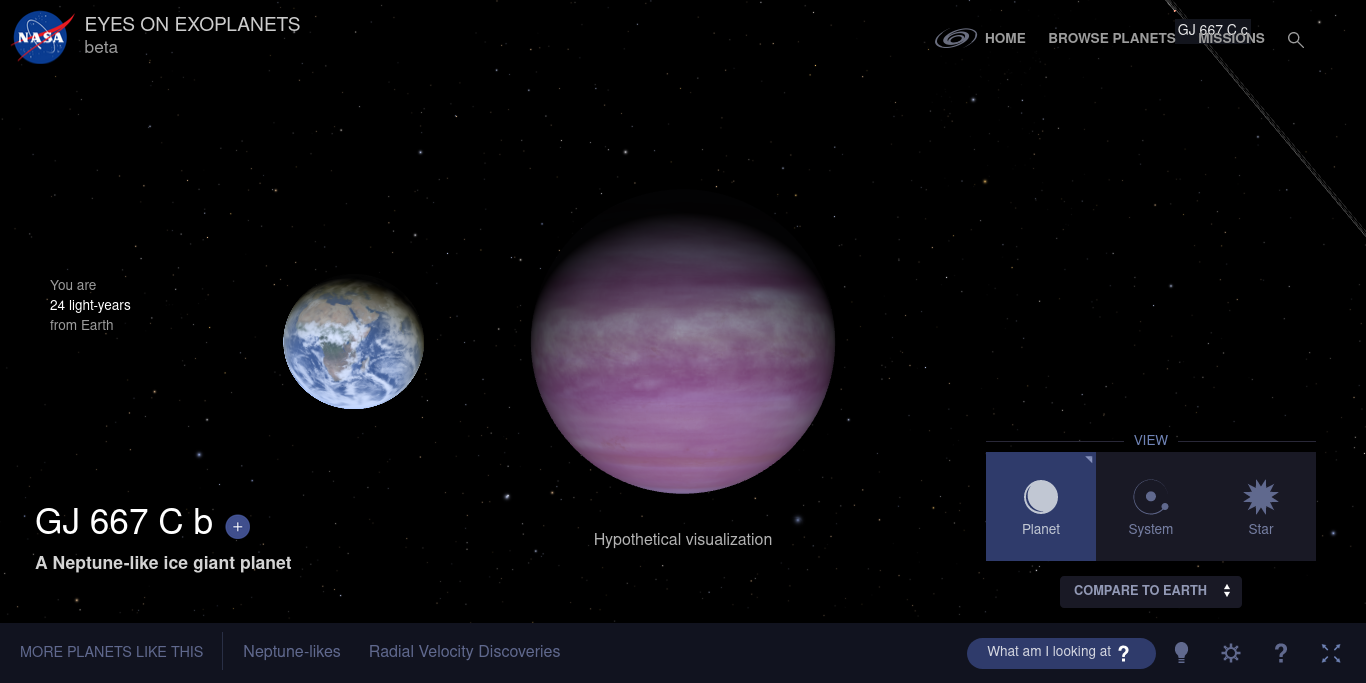 NASA
EYES ON EXOPLANETS
beta
HOME
BROWSE PLANETS
MISSIONS
GJ 667 C c
You are
24 light-years
from Earth
VIEW
Planet
System
Star
GJ 667 C b +
A Neptune-like ice giant planet
Hypothetical visualization
COMPARE TO EARTH
MORE PLANETS LIKE THIS
Neptune-likes
Radial Velocity Discoveries
What am I looking at ?
?